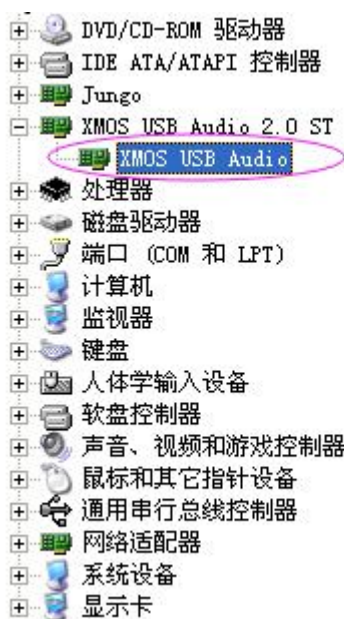 DVD/CD-ROM 驱动器
IDE ATA/ATAPI 控制器
Jungo
XMOS USB Audio 2.0 ST
XMOS USB Audio
处理器
磁盘驱动器
端口 (COM 和 LPT)
计算机
监视器
键盘
人体学输入设备
软盘控制器
声音、视频和游戏控制器
鼠标和其它指针设备
通用串行总线控制器
网络适配器
系统设备
显示卡